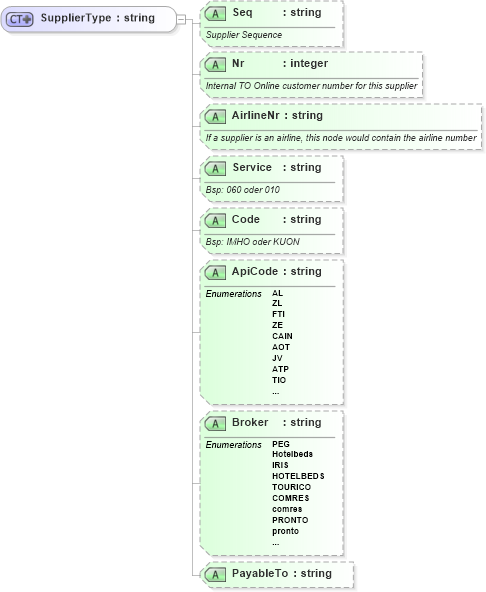 CT
SupplierType : string
A Seq : string
Supplier Sequence
A Nr : integer
Internal TO Online customer number for this supplier
A AirlineNr : string
If a supplier is an airline, this node would contain the airline number
A Service : string
Bsp: 060 oder 010
A Code : string
Bsp: IMHO oder KUON
A ApiCode : string
Enumerations AL
ZL
FTI
ZE
CAIN
AOT
JV
ATP
TIO
...
A Broker : string
Enumerations PEG
Hotelbeds
IRIS
HOTELBEDS
TOURICO
COMRES
comres
PRONTO
pronto
...
A PayableTo : string